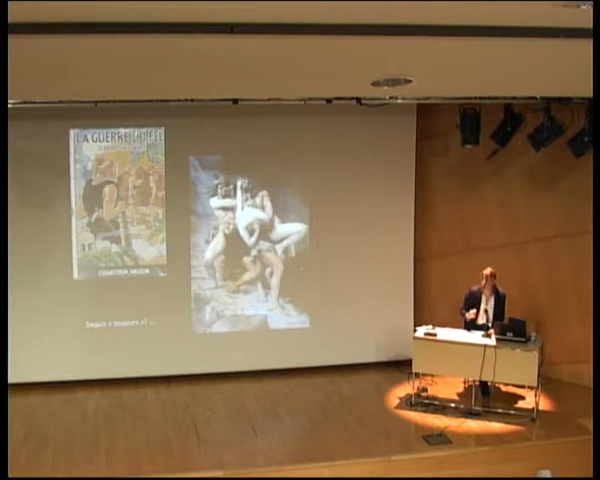 LA GUERRE DU FEU
COLLECTION NELSON
Depuis « toujours »! ...